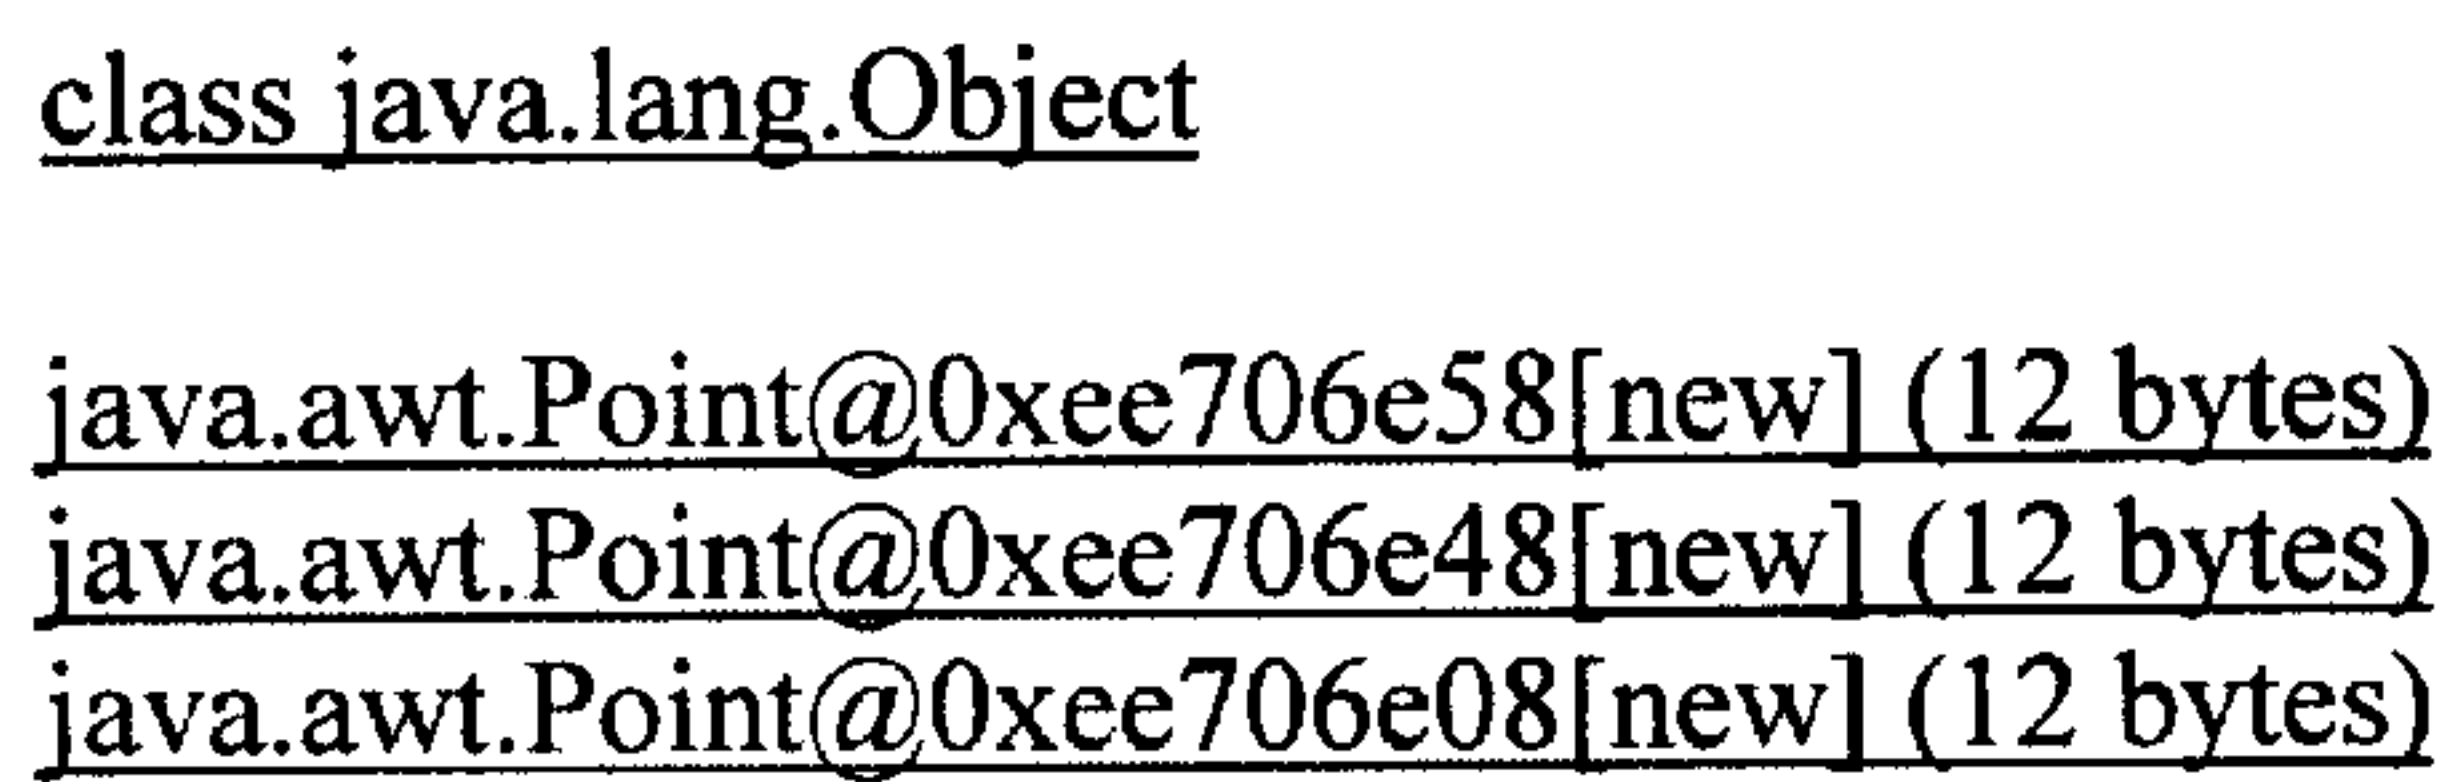 class java.lang.Object
java.awt.Point@0xee706e58[new] (12 bytes)
java.awt.Point@0xee706e48[new] (12 bytes)
java.awt.Point@0xee706e08[new] (12 bytes)